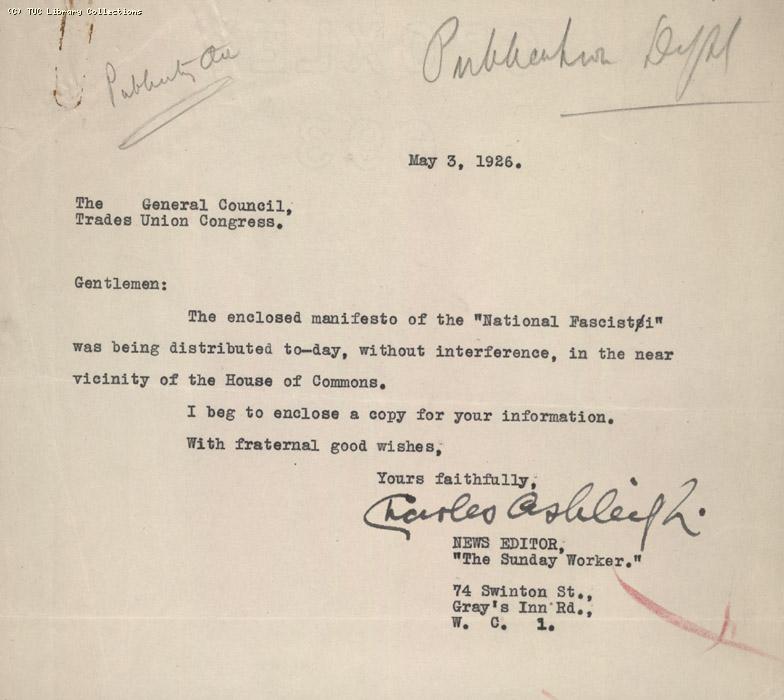 (C) TUC Library Collections
Publication Dept
Publicity
May 3, 1926.
The General Council,
Trades Union Congress.
Gentlemen:
The enclosed manifesto of the "National Fascisti"
was being distributed to-day, without interference, in the near
vicinity of the House of Commons.
I beg to enclose a copy for your information.
With fraternal good wishes,
Yours faithfully,
Charles Ashleigh.
NEWS EDITOR,
"The Sunday Worker."
74 Swinton St.,
Gray's Inn Rd.,
W. C. 1.